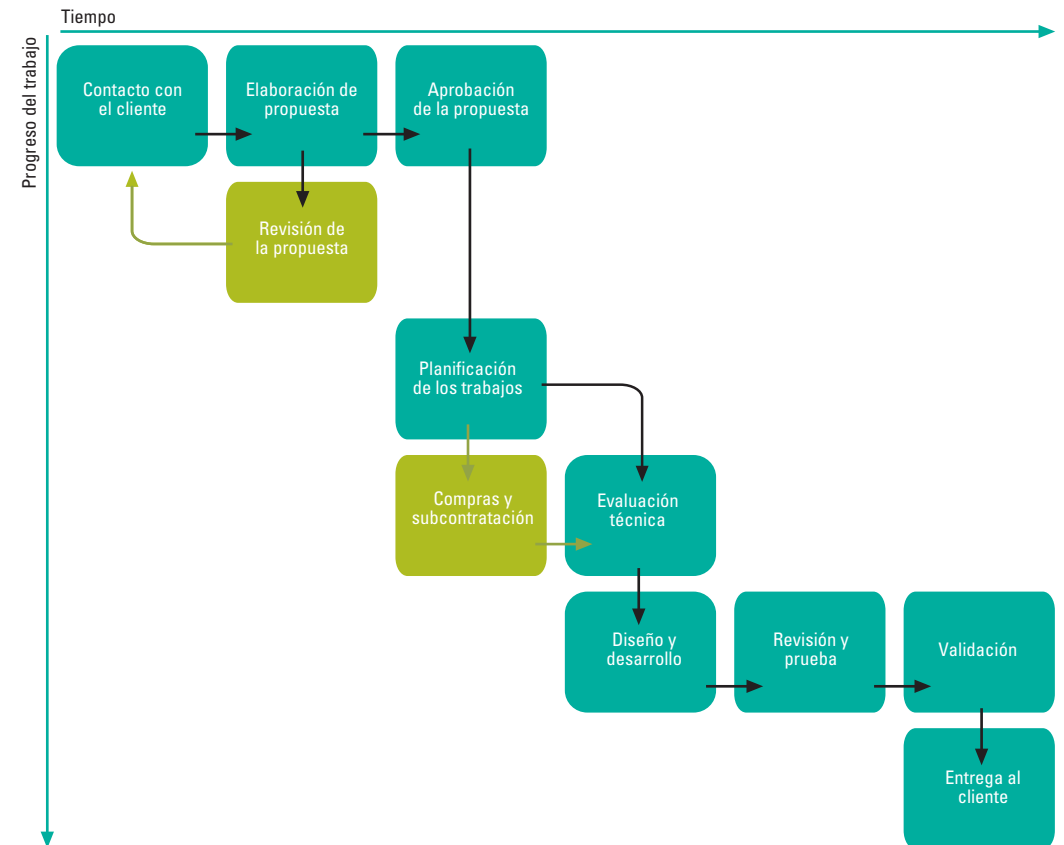 Tiempo
Progreso del trabajo
Contacto con
el cliente
Elaboración de
propuesta
Aprobación
de la propuesta
Revisión de
la propuesta
Planificación
de los trabajos
Compras y
subcontratación
Evaluación
técnica
Diseño y
desarrollo
Revisión y
prueba
Validación
Entrega al
cliente